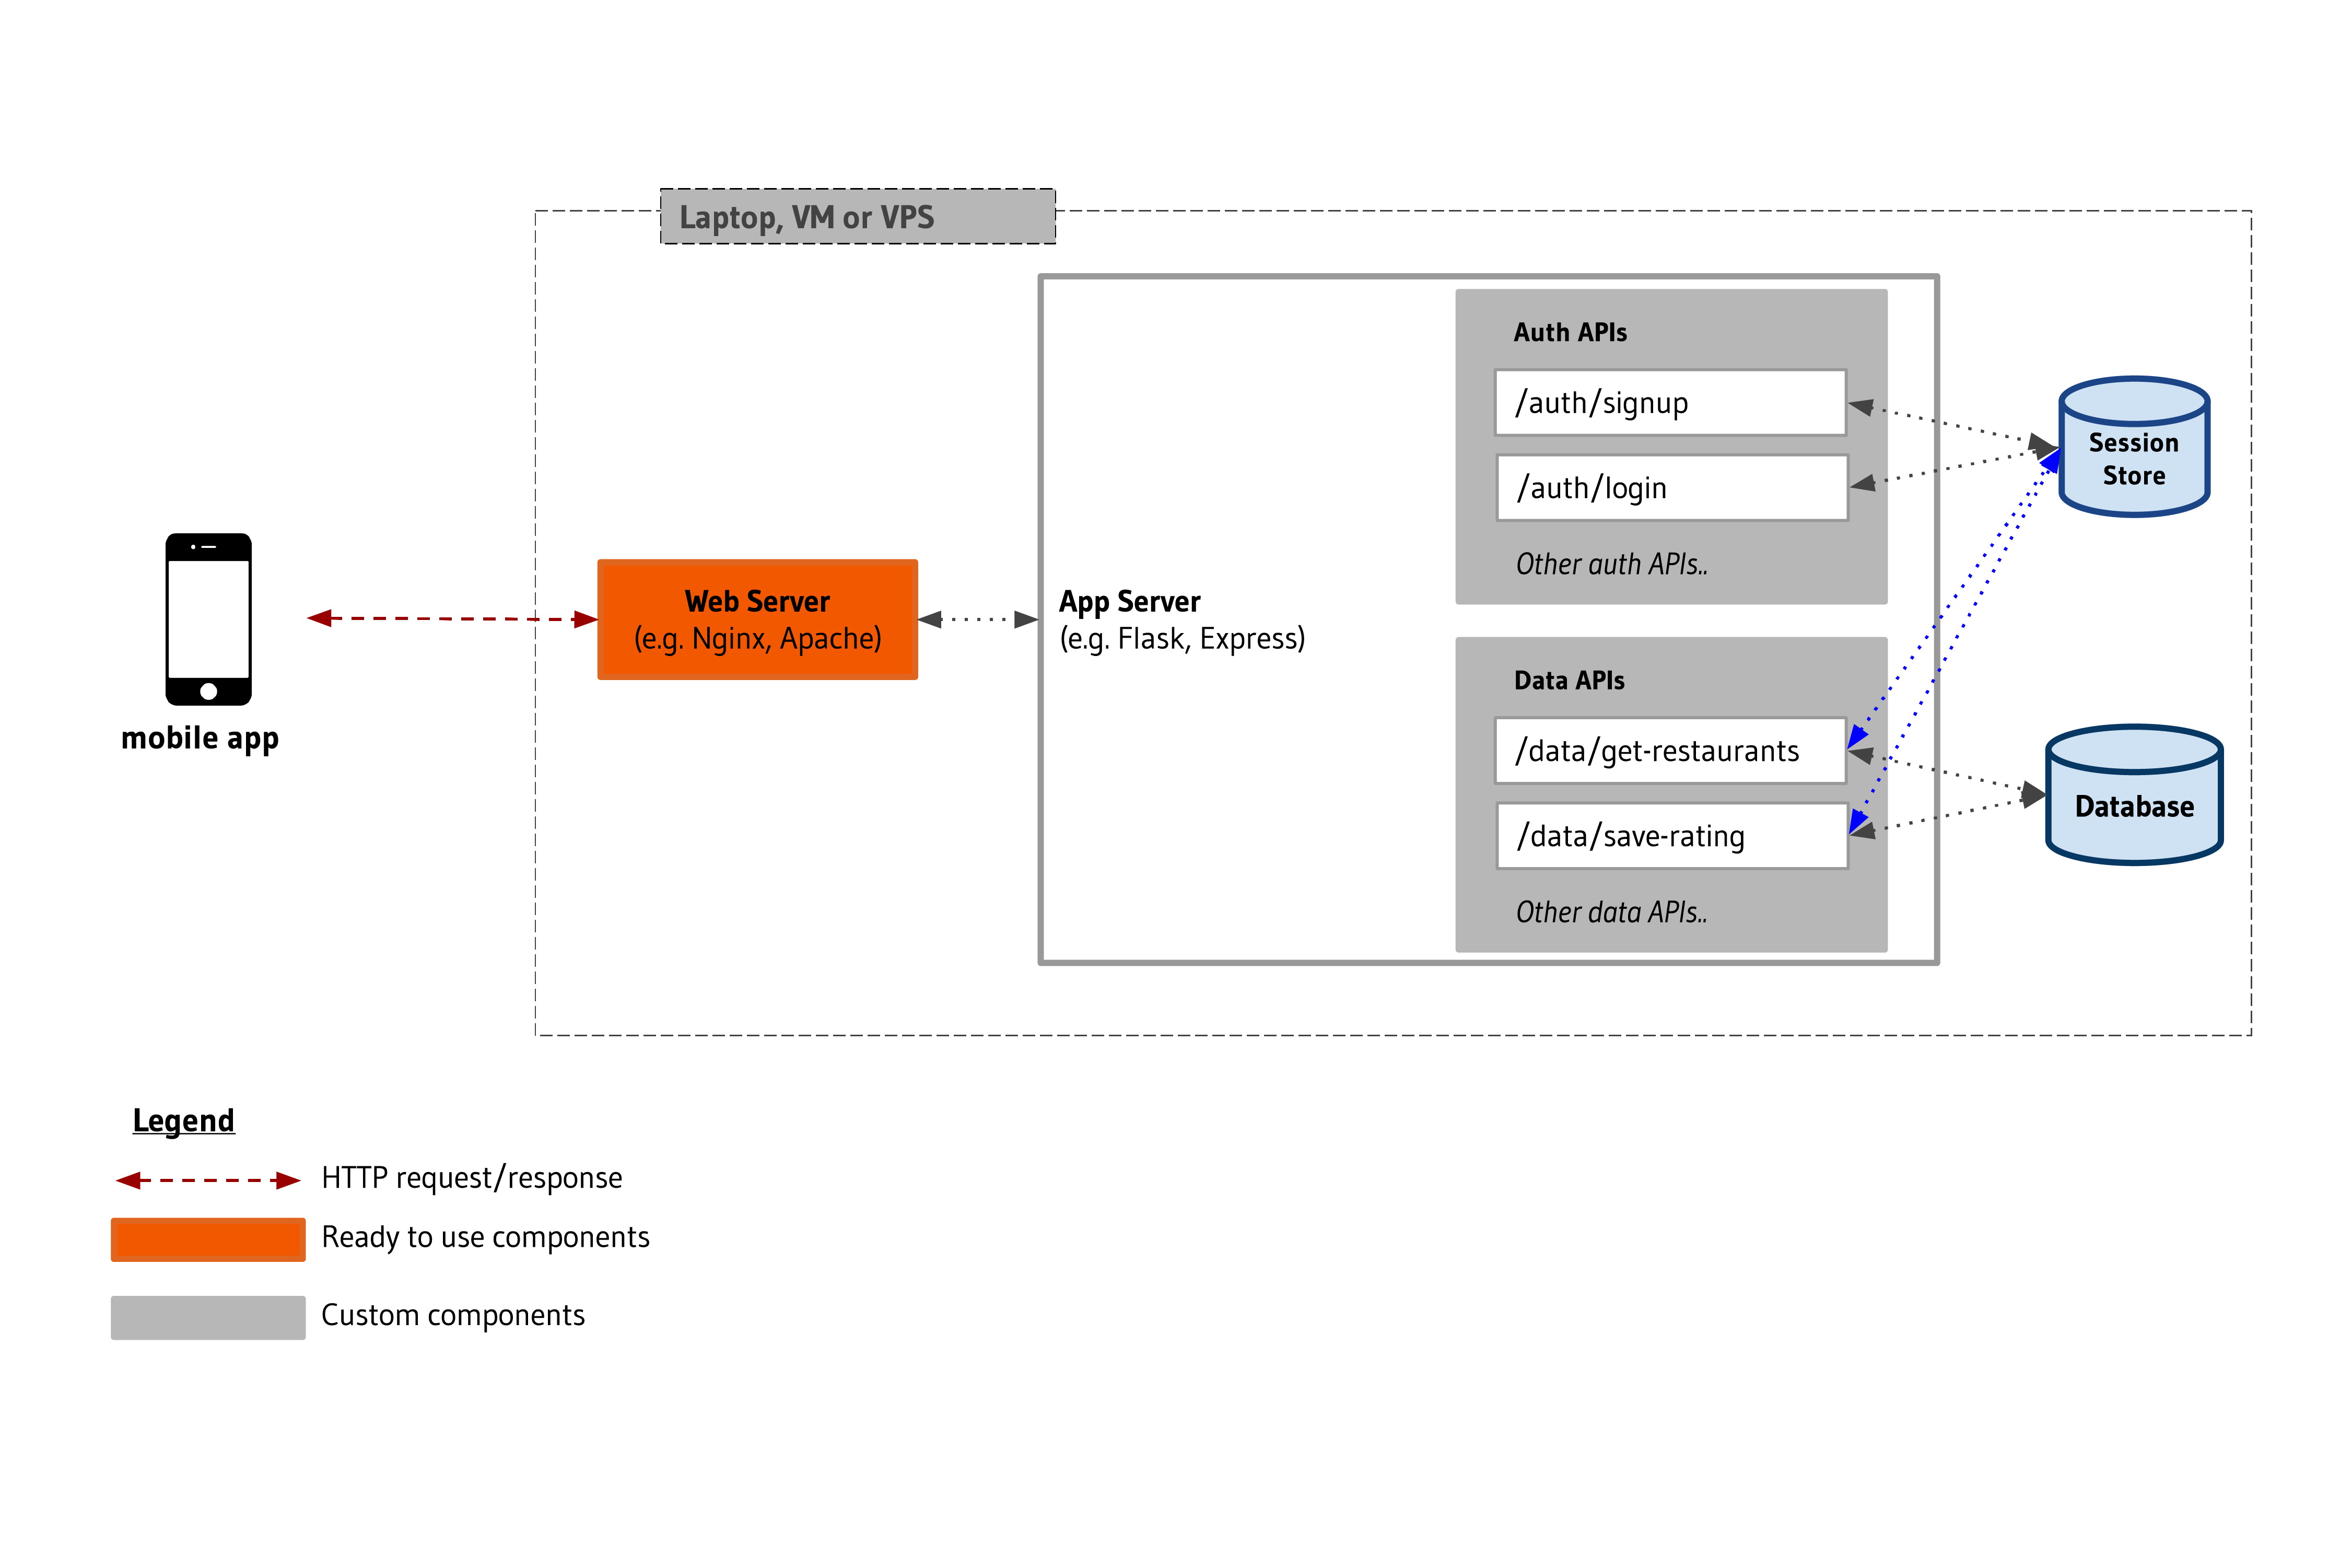 Laptop, VM or VPS
Auth APIs
/auth/signup
/auth/login
Other auth APIs..
Session
Store
Web Server
(e.g. Nginx, Apache)
App Server
(e.g. Flask, Express)
mobile app
Data APIs
/data/get-restaurants
/data/save-rating
Other data APIs..
Database
Legend
HTTP request/response
Ready to use components
Custom components